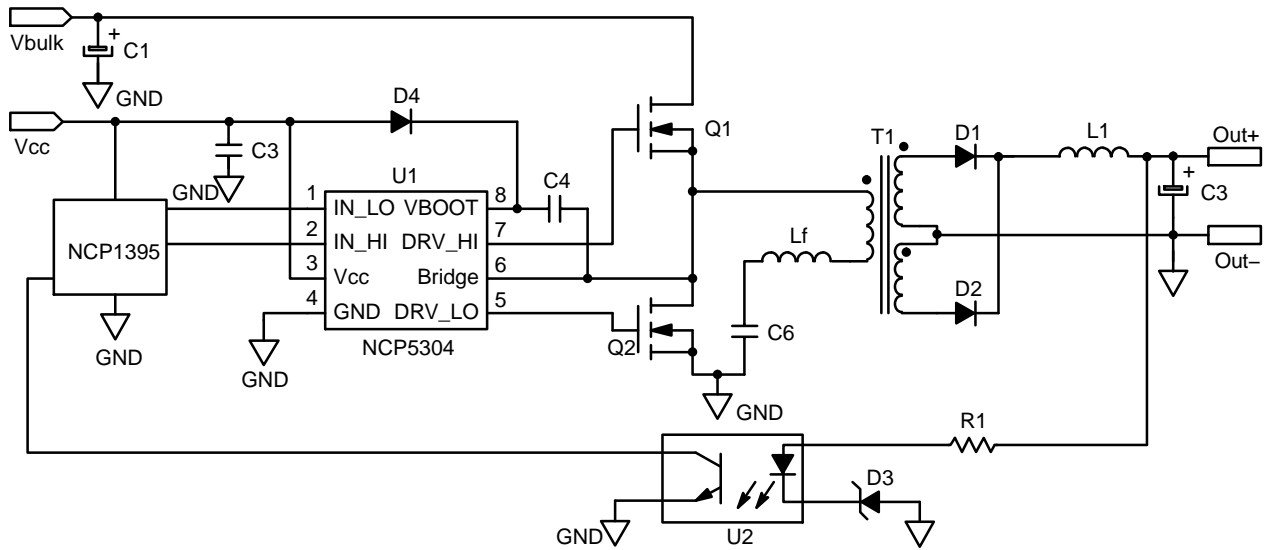 Vbulk
+
C1
GND
Vcc
D4
C3
GND
U1
1
IN_LO
VBOOT
8
C4
2
IN_HI
DRV_HI
7
3
Vcc
Bridge
6
4
GND
DRV_LO
5
NCP5304
NCP1395
GND
GND
Q1
Q2
GND
Lf
C6
T1
D1
D2
L1
Out+
+
C3
Out–
R1
D3
U2
GND